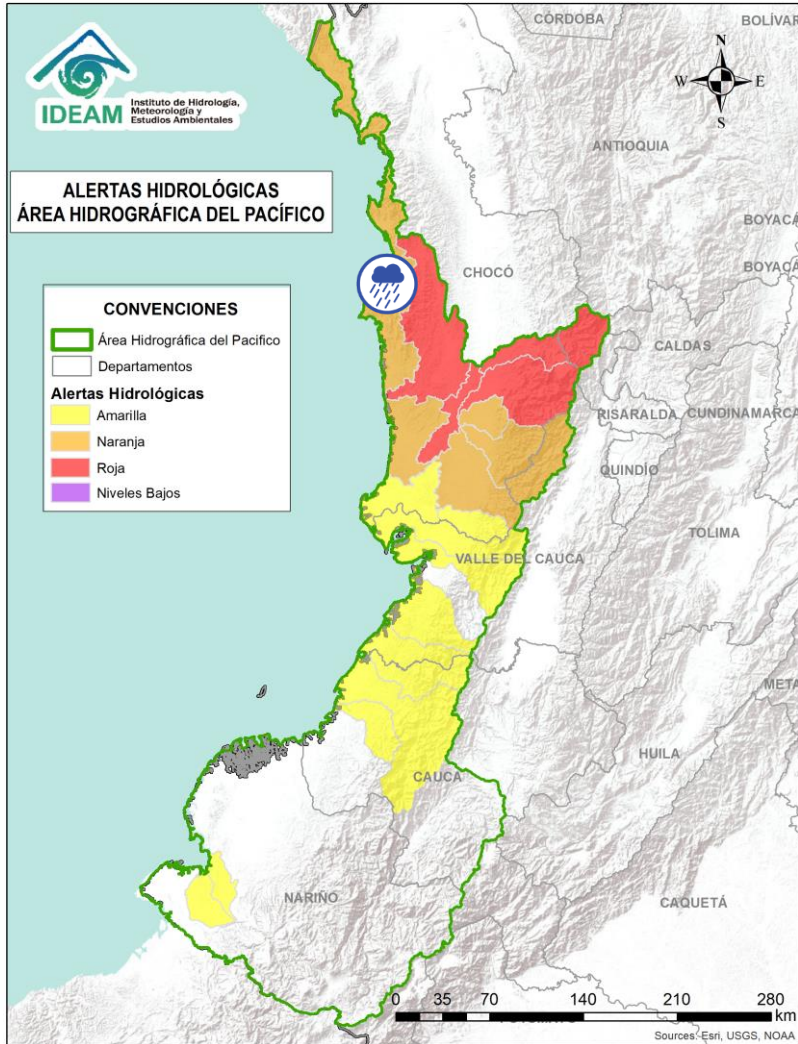 IDEAM
Instituto de Hidrología,
Meteorología y
Estudios Ambientales
ALERTAS HIDROLÓGICAS
ÁREA HIDROGRÁFICA DEL PACÍFICO
CONVENCIONES
Área Hidrográfica del Pacifico
Departamentos
Alertas Hidrológicas
Amarilla
Naranja
Roja
Niveles Bajos
N
W
E
S
CÓRDOBA
BOLÍVAR
ANTIOQUIA
BOYACÁ
CHOCÓ
BOYACÁ
CALDAS
RISARALDA
CUNDINAMARCA
QUINDÍO
TOLIMA
VALLE DEL CAUCA
META
HUILA
CAUCA
NARIÑO
CAQUETÁ
0 35 70 140 210 280
km
Sources: Esri, USGS, NOAA